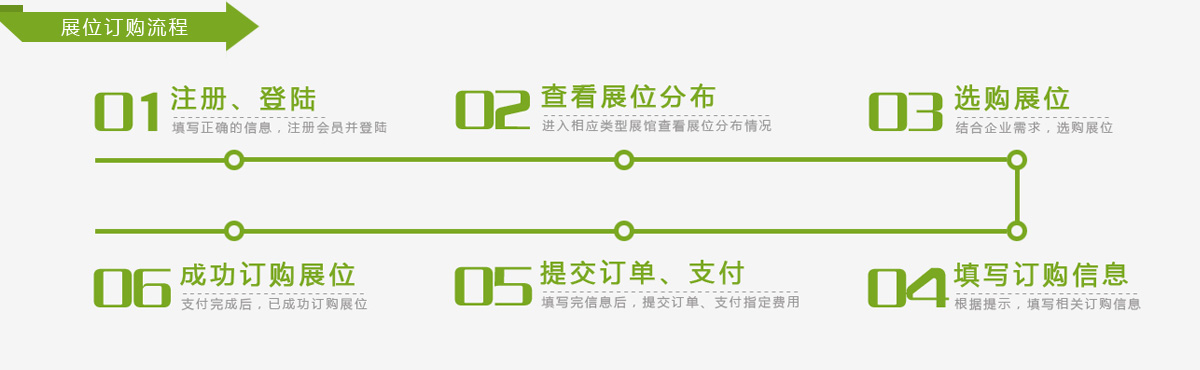 展位订购流程
01 注册、登陆
填写正确的信息，注册会员并登陆
02 查看展位分布
进入相应类型展馆查看展位分布情况
03 选购展位
结合企业需求，选购展位
04 填写订购信息
根据提示，填写相关订购信息
05 提交订单、支付
填写完信息后，提交订单、支付指定费用
06 成功订购展位
支付完成后，已成功订购展位